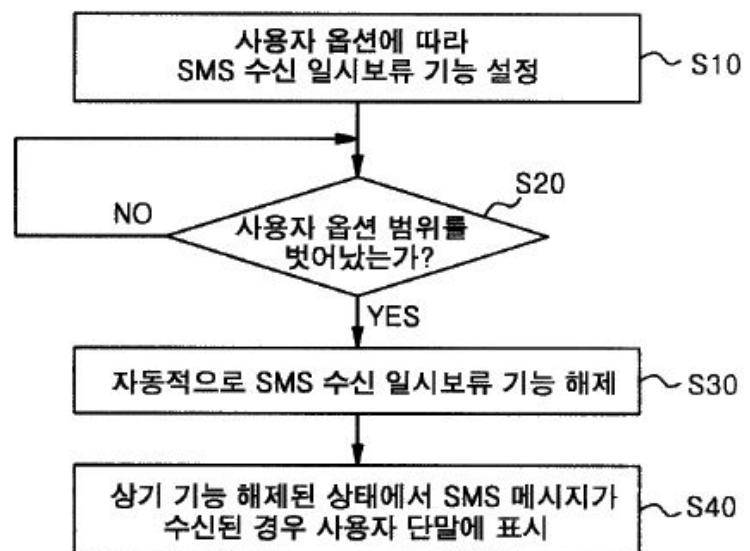 사용자 옵션에 따라
SMS 수신 일시보류 기능 설정
S10
S20
NO
사용자 옵션 범위를
벗어났는가?
YES
자동적으로 SMS 수신 일시보류 기능 해제
S30
상기 기능 해제된 상태에서 SMS 메시지가
수신된 경우 사용자 단말에 표시
S40